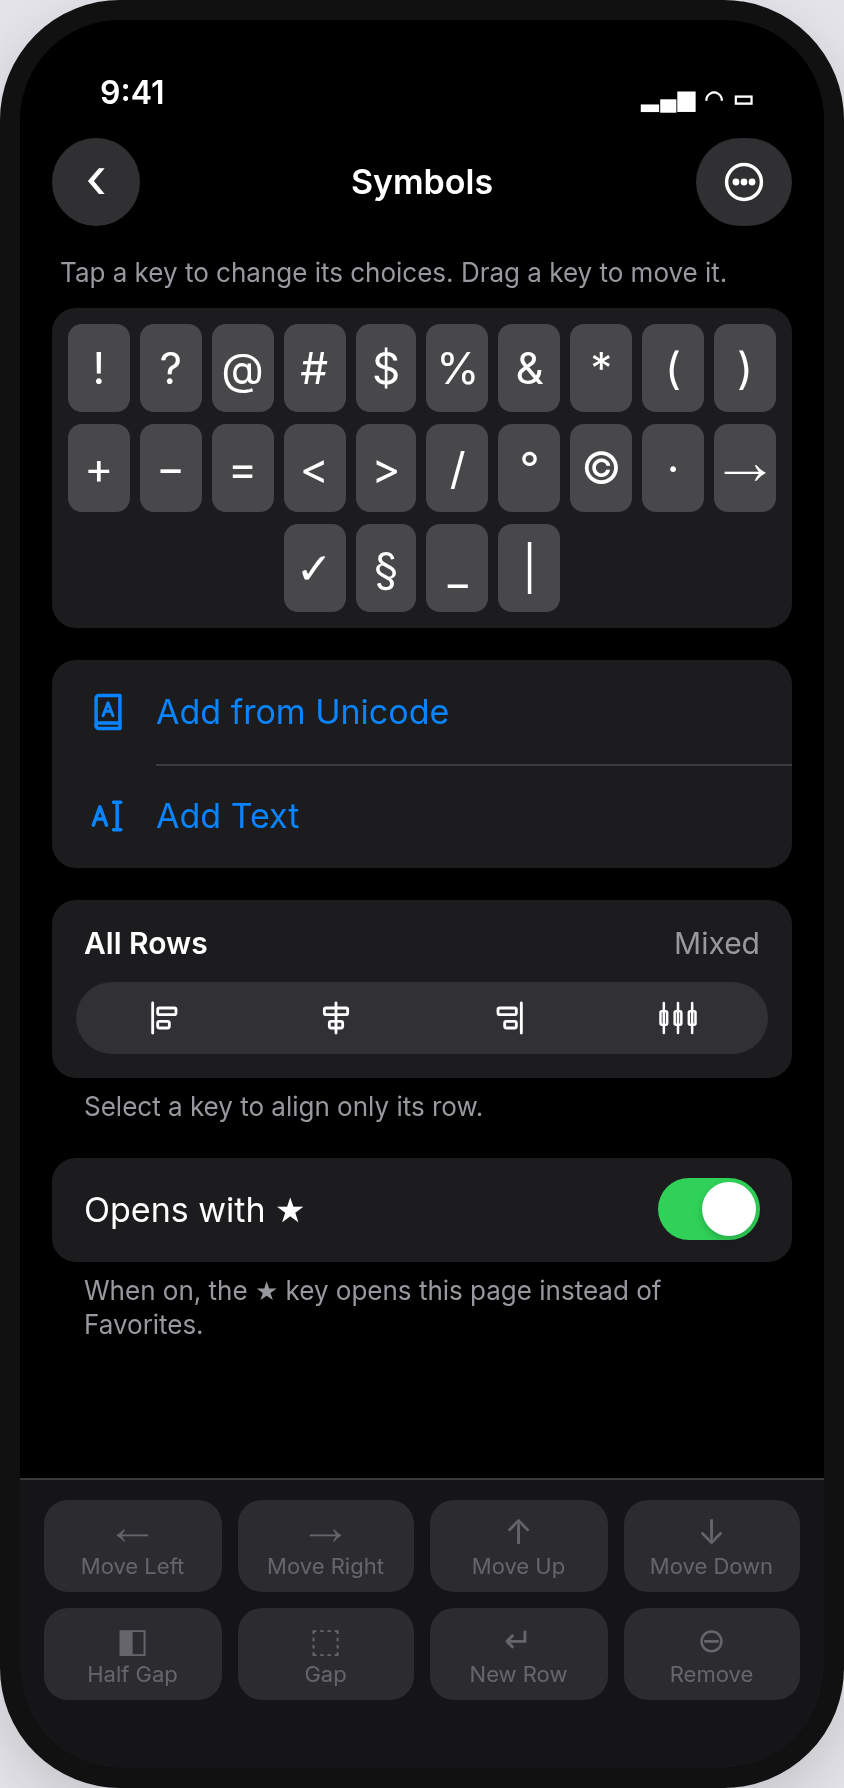 9:41
Symbols
Tap a key to change its choices. Drag a key to move it.
! ? @ # $ % & * ( )
+ − = < > / ° © · →
✓ § _ |
Add from Unicode
Add Text
All Rows Mixed
Select a key to align only its row.
Opens with ★
When on, the ★ key opens this page instead of
Favorites.
← → ↑ ↓
Move Left Move Right Move Up Move Down
Half Gap Gap New Row Remove